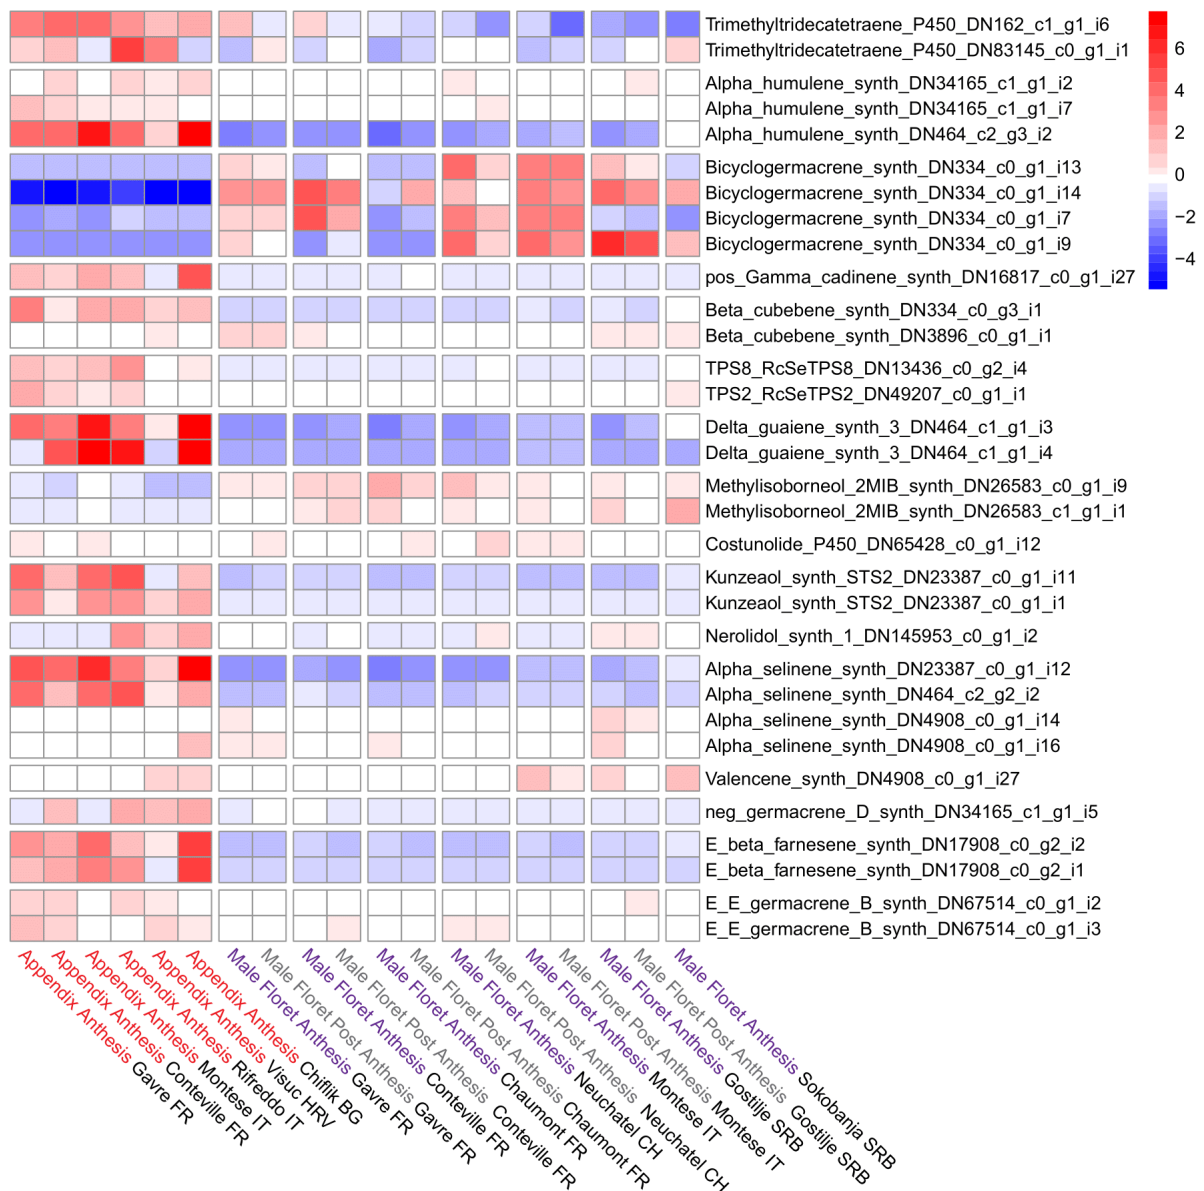 Trimethyltridecatetraene_P450_DN162_c1_g1_i6
Trimethyltridecatetraene_P450_DN83145_c0_g1_i1
Alpha_humulene_synth_DN34165_c1_g1_i2
Alpha_humulene_synth_DN34165_c1_g1_i7
Alpha_humulene_synth_DN464_c2_g3_i2
Bicyclogermacrene_synth_DN334_c0_g1_i13
Bicyclogermacrene_synth_DN334_c0_g1_i14
Bicyclogermacrene_synth_DN334_c0_g1_i7
Bicyclogermacrene_synth_DN334_c0_g1_i9
pos_Gamma_cadinene_synth_DN16817_c0_g1_i27
Beta_cubebene_synth_DN334_c0_g3_i1
Beta_cubebene_synth_DN3896_c0_g1_i1
TPS8_RcSeTPS8_DN13436_c0_g2_i4
TPS2_RcSeTPS2_DN49207_c0_g1_i1
Delta_guaiene_synth_3_DN464_c1_g1_i3
Delta_guaiene_synth_3_DN464_c1_g1_i4
Methylisoborneol_2MIB_synth_DN26583_c0_g1_i9
Methylisoborneol_2MIB_synth_DN26583_c1_g1_i1
Costunolide_P450_DN65428_c0_g1_i12
Kunzeaol_synth_STS2_DN23387_c0_g1_i11
Kunzeaol_synth_STS2_DN23387_c0_g1_i1
Nerolidol_synth_1_DN145953_c0_g1_i2
Alpha_selinene_synth_DN23387_c0_g1_i12
Alpha_selinene_synth_DN464_c2_g2_i2
Alpha_selinene_synth_DN4908_c0_g1_i14
Alpha_selinene_synth_DN4908_c0_g1_i16
Valencene_synth_DN4908_c0_g1_i27
neg_germacrene_D_synth_DN34165_c1_g1_i5
E_beta_farnesene_synth_DN17908_c0_g2_i2
E_beta_farnesene_synth_DN17908_c0_g2_i1
E_E_germacrene_B_synth_DN67514_c0_g1_i2
E_E_germacrene_B_synth_DN67514_c0_g1_i3
6
4
2
0
−2
−4
Appendix Anthesis Gavre FR
Appendix Anthesis Conteville FR
Appendix Anthesis Montese IT
Appendix Anthesis Rifreddo IT
Appendix Anthesis Visuc HRV
Appendix Anthesis Chiflik BG
Male Floret Anthesis Gavre FR
Male Floret Post Anthesis Gavre FR
Male Floret Anthesis Conteville FR
Male Floret Post Anthesis Conteville FR
Male Floret Anthesis Chaumont FR
Male Floret Post Anthesis Chaumont FR
Male Floret Anthesis Neuchatel CH
Male Floret Post Anthesis Neuchatel CH
Male Floret Anthesis Montese IT
Male Floret Post Anthesis Montese IT
Male Floret Anthesis Gostilje SRB
Male Floret Post Anthesis Gostilje SRB
Male Floret Anthesis Sokobanja SRB